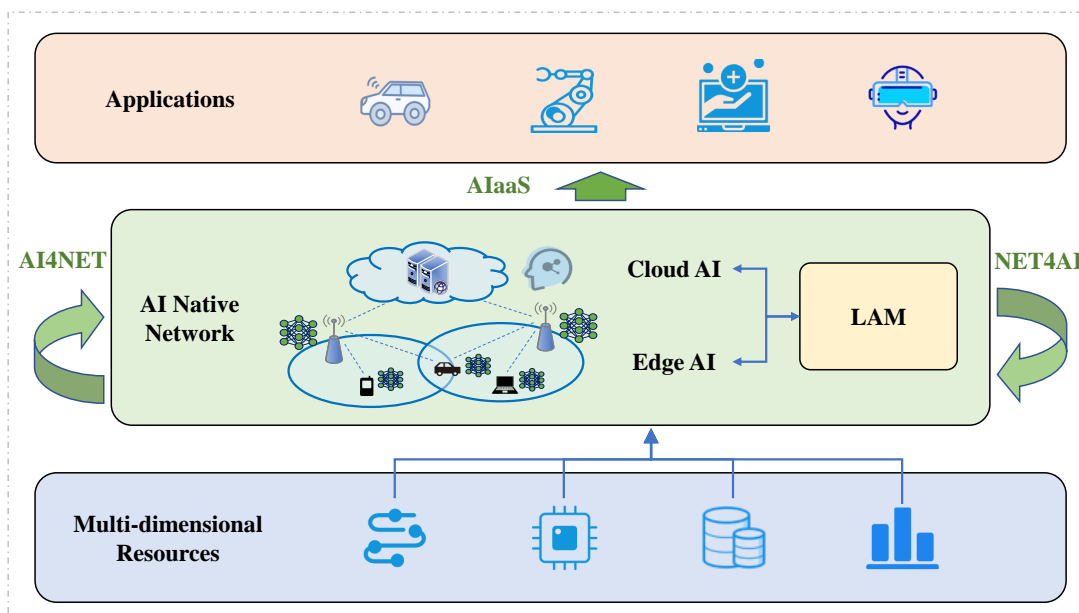 Applications
AIaaS
AI4NET
NET4AI
AI Native
Network
Cloud AI
LAM
Edge AI
Multi-dimensional
Resources